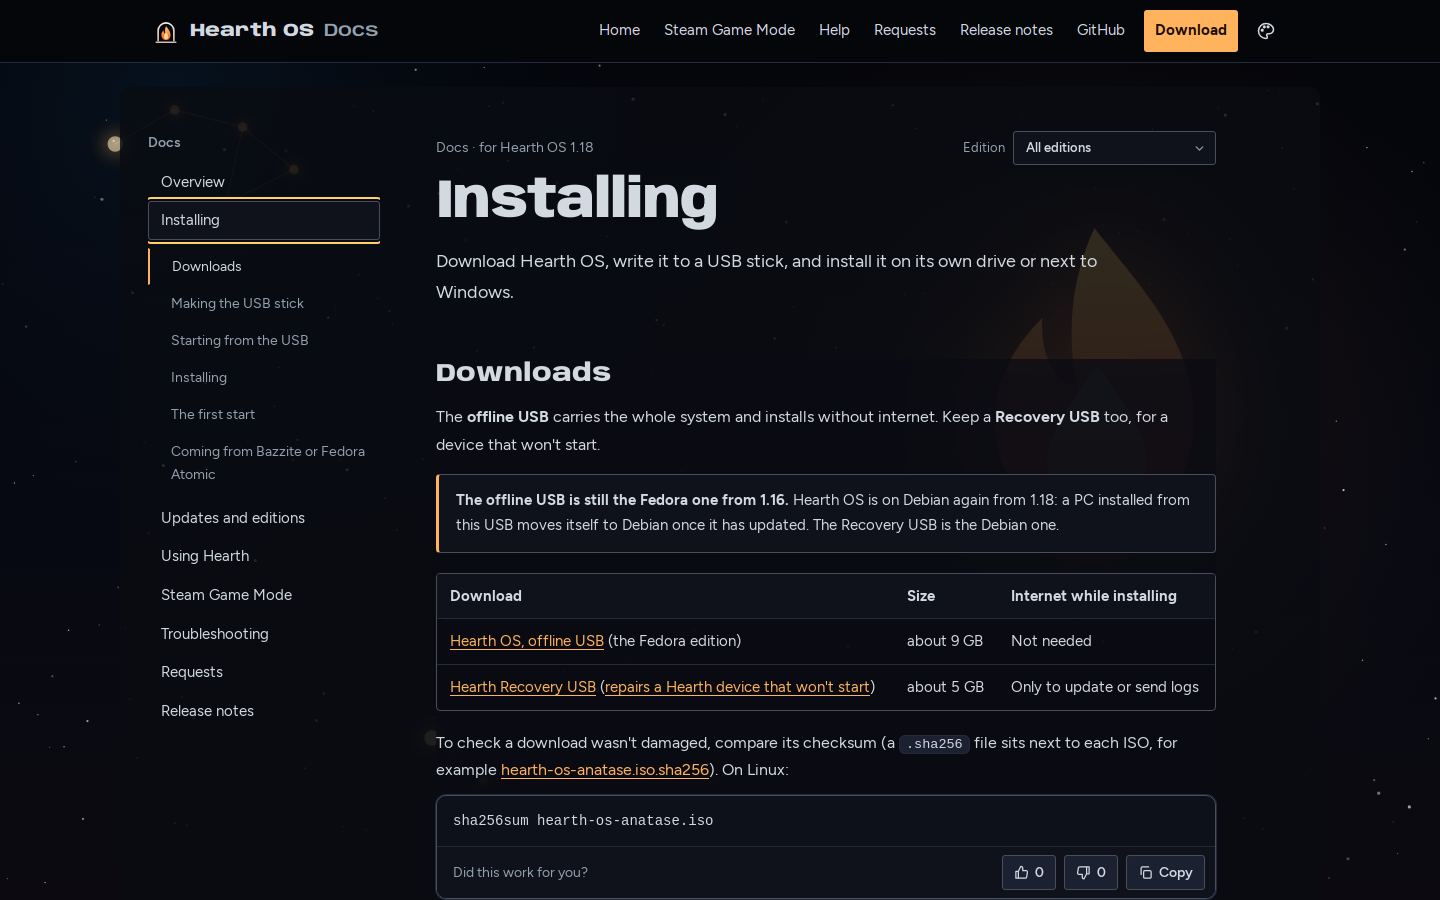 Hearth OS Docs
Home
Steam Game Mode
Help
Requests
Release notes
GitHub
Download
Docs
Overview
Installing
Downloads
Making the USB stick
Starting from the USB
Installing
The first start
Coming from Bazzite or Fedora
Atomic
Updates and editions
Using Hearth
Steam Game Mode
Troubleshooting
Requests
Release notes
Docs · for Hearth OS 1.18
Edition
All editions
Installing
Download Hearth OS, write it to a USB stick, and install it on its own drive or next to
Windows.
Downloads
The offline USB carries the whole system and installs without internet. Keep a Recovery USB too, for a
device that won't start.
The offline USB is still the Fedora one from 1.16. Hearth OS is on Debian again from 1.18: a PC installed from
this USB moves itself to Debian once it has updated. The Recovery USB is the Debian one.
Download Size Internet while installing
Hearth OS, offline USB (the Fedora edition) about 9 GB Not needed
Hearth Recovery USB (repairs a Hearth device that won't start) about 5 GB Only to update or send logs
To check a download wasn't damaged, compare its checksum (a .sha256 file sits next to each ISO, for
example hearth-os-anatase.iso.sha256). On Linux:
sha256sum hearth-os-anatase.iso
Did this work for you?
0
0
Copy